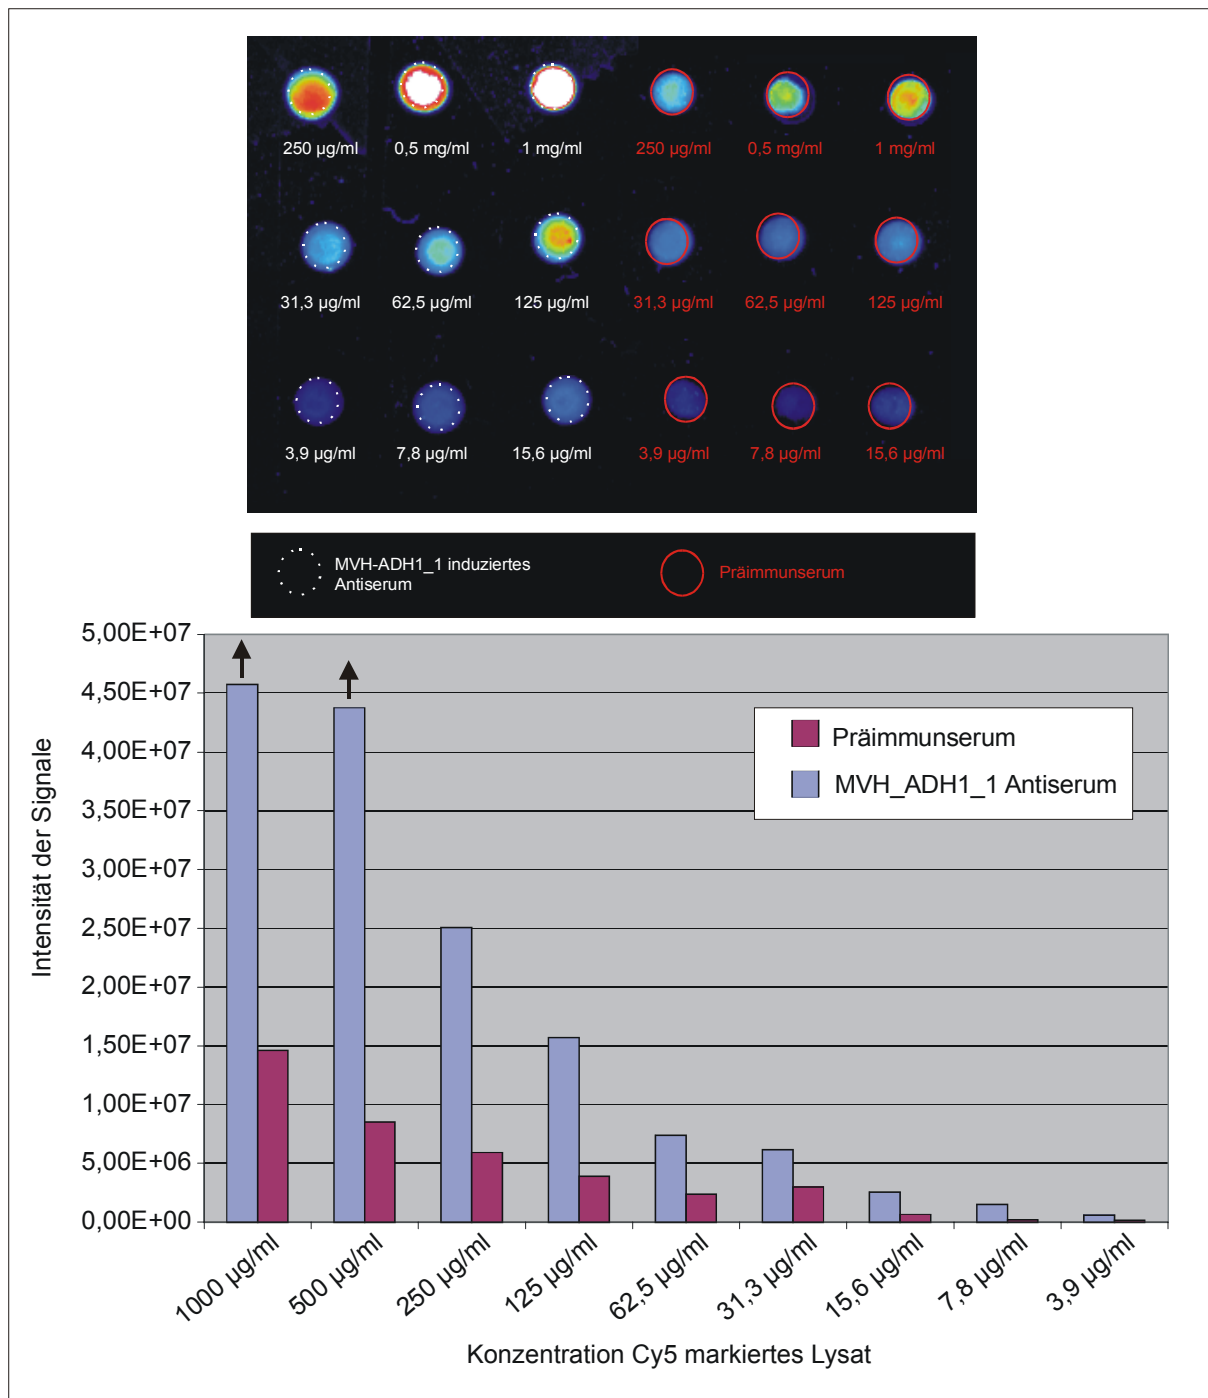 250 µg/ml 0,5 mg/ml 1 mg/ml 250 µg/ml 0,5 mg/ml 1 mg/ml
31,3 µg/ml 62,5 µg/ml 125 µg/ml 31,3 µg/ml 62,5 µg/ml 125 µg/ml
3,9 µg/ml 7,8 µg/ml 15,6 µg/ml 3,9 µg/ml 7,8 µg/ml 15,6 µg/ml
MVH-ADH1_1 induziertes
Antiserum
Präimmunserum
5,00E+07
4,50E+07
4,00E+07
3,50E+07
3,00E+07
2,50E+07
2,00E+07
1,50E+07
1,00E+07
5,00E+06
0,00E+00
Intensität der Signale
Präimmunserum
MVH_ADH1_1 Antiserum
1000 µg/ml
500 µg/ml
250 µg/ml
125 µg/ml
62,5 µg/ml
31,3 µg/ml
15,6 µg/ml
7,8 µg/ml
3,9 µg/ml
Konzentration Cy5 markiertes Lysat